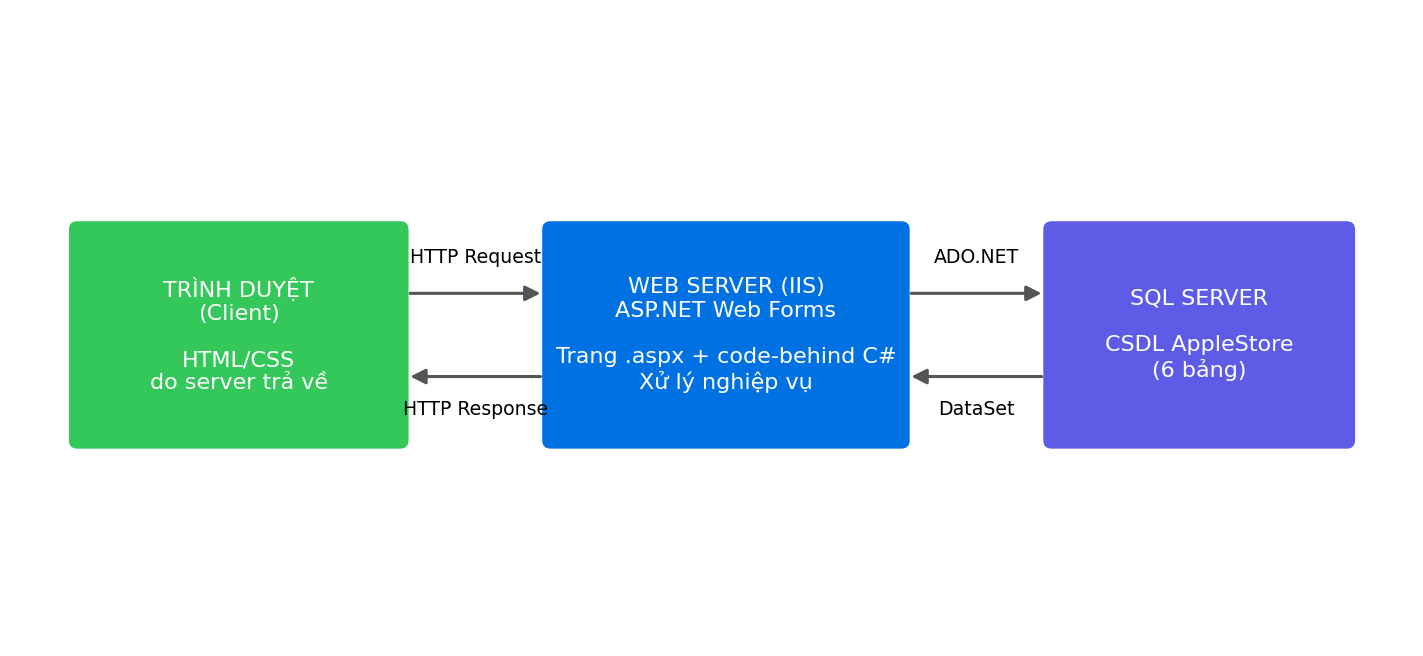 TRÌNH DUYỆT
(Client)
HTML/CSS
do server trả về
HTTP Request
HTTP Response
WEB SERVER (IIS)
ASP.NET Web Forms
Trang .aspx + code-behind C#
Xử lý nghiệp vụ
ADO.NET
DataSet
SQL SERVER
CSDL AppleStore
(6 bảng)